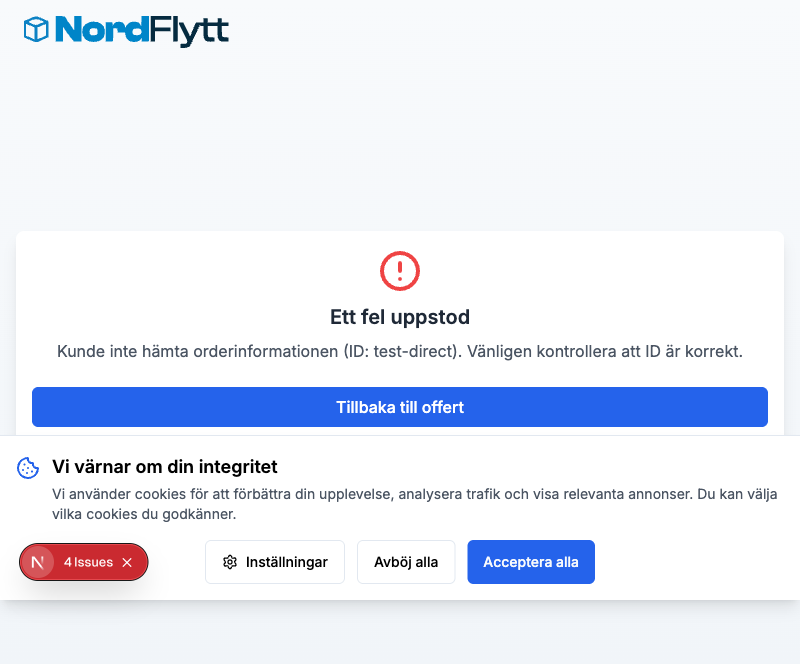 NordFlytt
Ett fel uppstod
Kunde inte hämta orderinformationen (ID: test-direct). Vänligen kontrollera att ID är korrekt.
Tillbaka till offert
Vi värnar om din integritet
Vi använder cookies för att förbättra din upplevelse, analysera trafik och visa relevanta annonser. Du kan välja
vilka cookies du godkänner.
N 4 Issues
Inställningar
Avböj alla
Acceptera alla